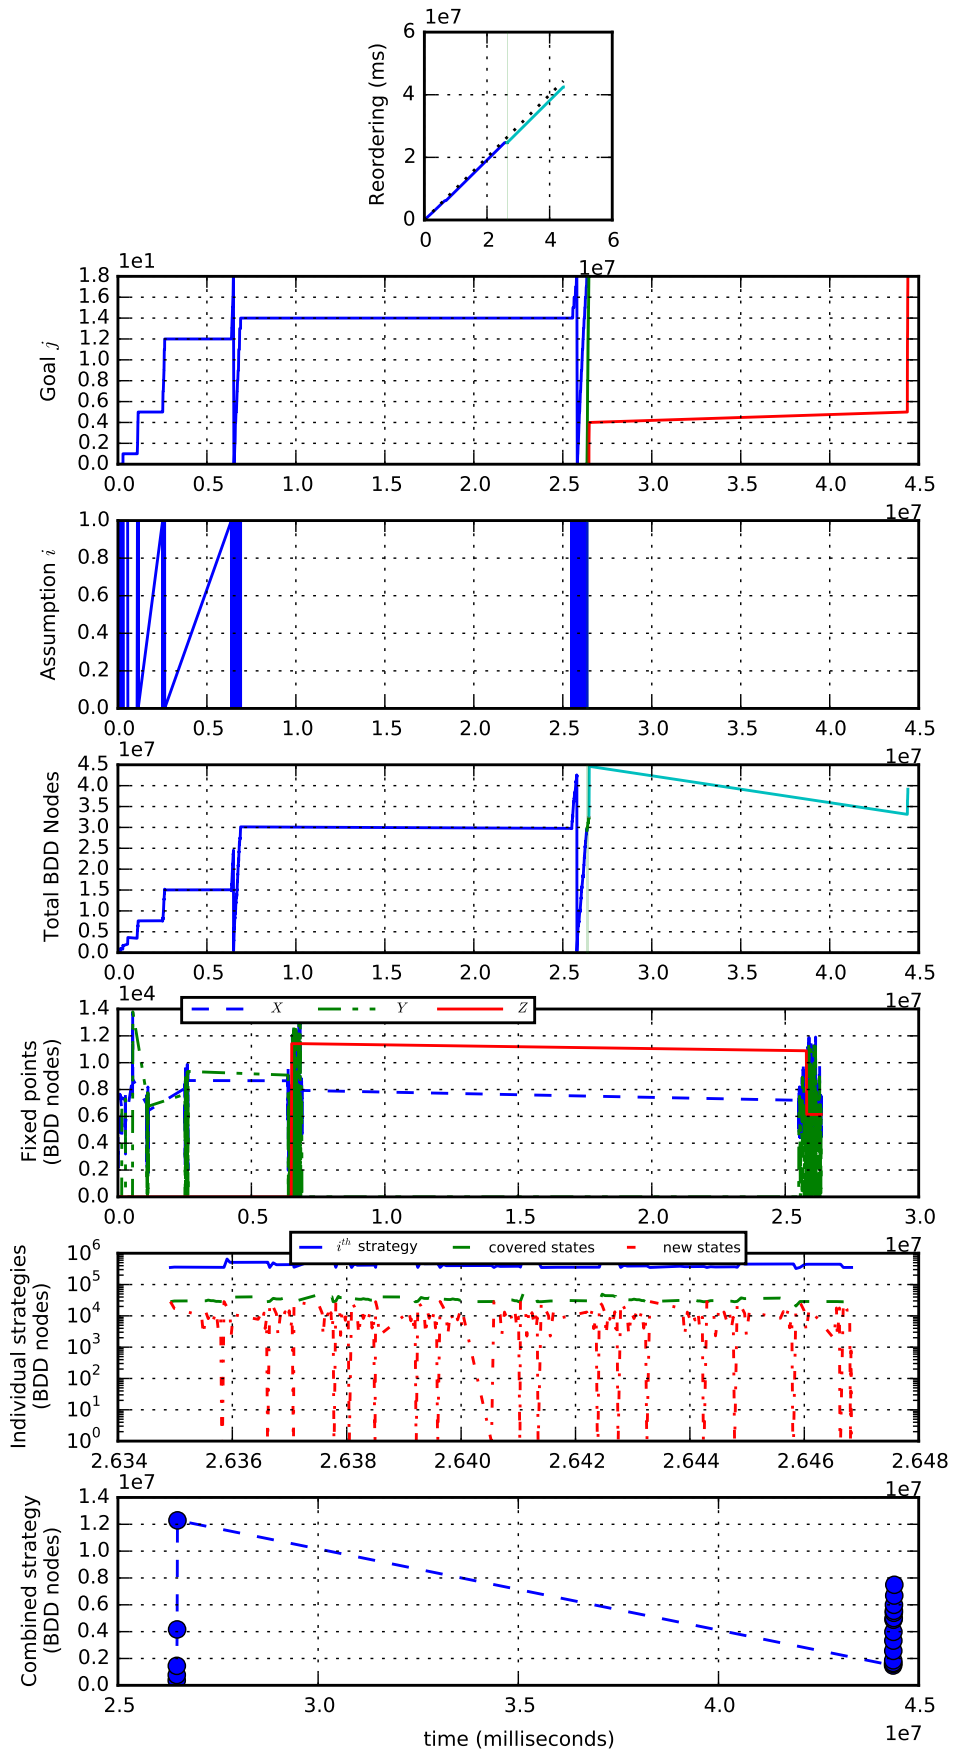 1e7
Reordering (ms)
6
4
2
0
0 2 4 6
1e7
1e1
Goal j
1.8
1.6
1.4
1.2
1.0
0.8
0.6
0.4
0.2
0.0
0.0 0.5 1.0 1.5 2.0 2.5 3.0 3.5 4.0 4.5
1e7
Assumption i
1.0
0.8
0.6
0.4
0.2
0.0
0.0 0.5 1.0 1.5 2.0 2.5 3.0 3.5 4.0 4.5
1e7
1e7
Total BDD Nodes
4.5
4.0
3.5
3.0
2.5
2.0
1.5
1.0
0.5
0.0
0.0 0.5 1.0 1.5 2.0 2.5 3.0 3.5 4.0 4.5
1e7
1e4
X Y Z
Fixed points
(BDD nodes)
1.4
1.2
1.0
0.8
0.6
0.4
0.2
0.0
0.0 0.5 1.0 1.5 2.0 2.5 3.0
1e7
i^th strategy covered states new states
Individual strategies
(BDD nodes)
10^6
10^5
10^4
10^3
10^2
10^1
10^0
2.634 2.636 2.638 2.640 2.642 2.644 2.646 2.648
1e7
1e7
Combined strategy
(BDD nodes)
1.4
1.2
1.0
0.8
0.6
0.4
0.2
0.0
2.5 3.0 3.5 4.0 4.5
1e7
time (milliseconds)